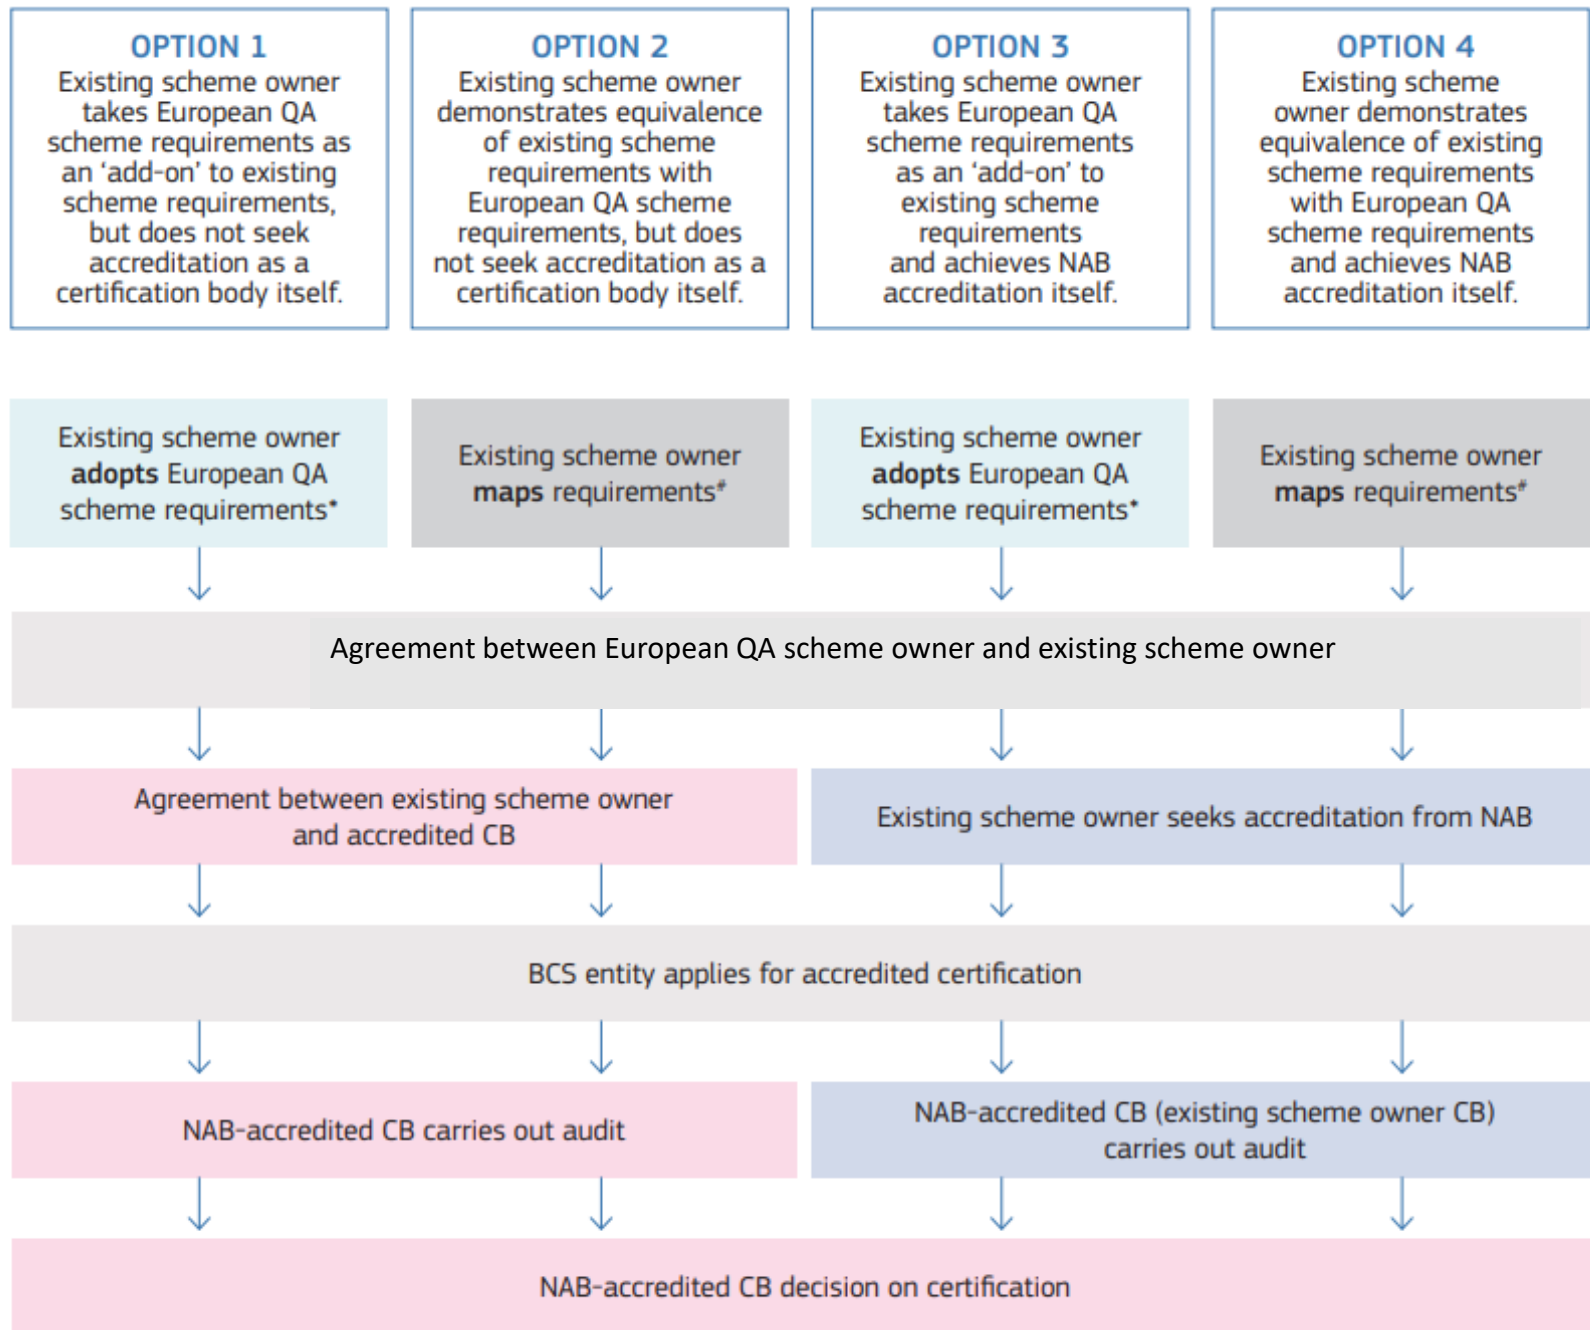 OPTION 1
Existing scheme owner
takes European QA
scheme requirements as
an ‘add-on’ to existing
scheme requirements,
but does not seek
accreditation as a
certification body itself.
OPTION 2
Existing scheme owner
demonstrates equivalence
of existing scheme
requirements with
European QA scheme
requirements, but does
not seek accreditation as a
certification body itself.
OPTION 3
Existing scheme owner
takes European QA
scheme requirements
as an ‘add-on’ to
existing scheme
requirements
and achieves NAB
accreditation itself.
OPTION 4
Existing scheme
owner demonstrates
equivalence of existing
scheme requirements
with European QA
scheme requirements
and achieves NAB
accreditation itself.
Existing scheme owner
adopts European QA
scheme requirements*
Existing scheme owner
maps requirements#
Existing scheme owner
adopts European QA
scheme requirements*
Existing scheme owner
maps requirements#
Agreement between European QA scheme owner and existing scheme owner
Agreement between existing scheme owner
and accredited CB
Existing scheme owner seeks accreditation from NAB
BCS entity applies for accredited certification
NAB-accredited CB carries out audit
NAB-accredited CB (existing scheme owner CB)
carries out audit
NAB-accredited CB decision on certification